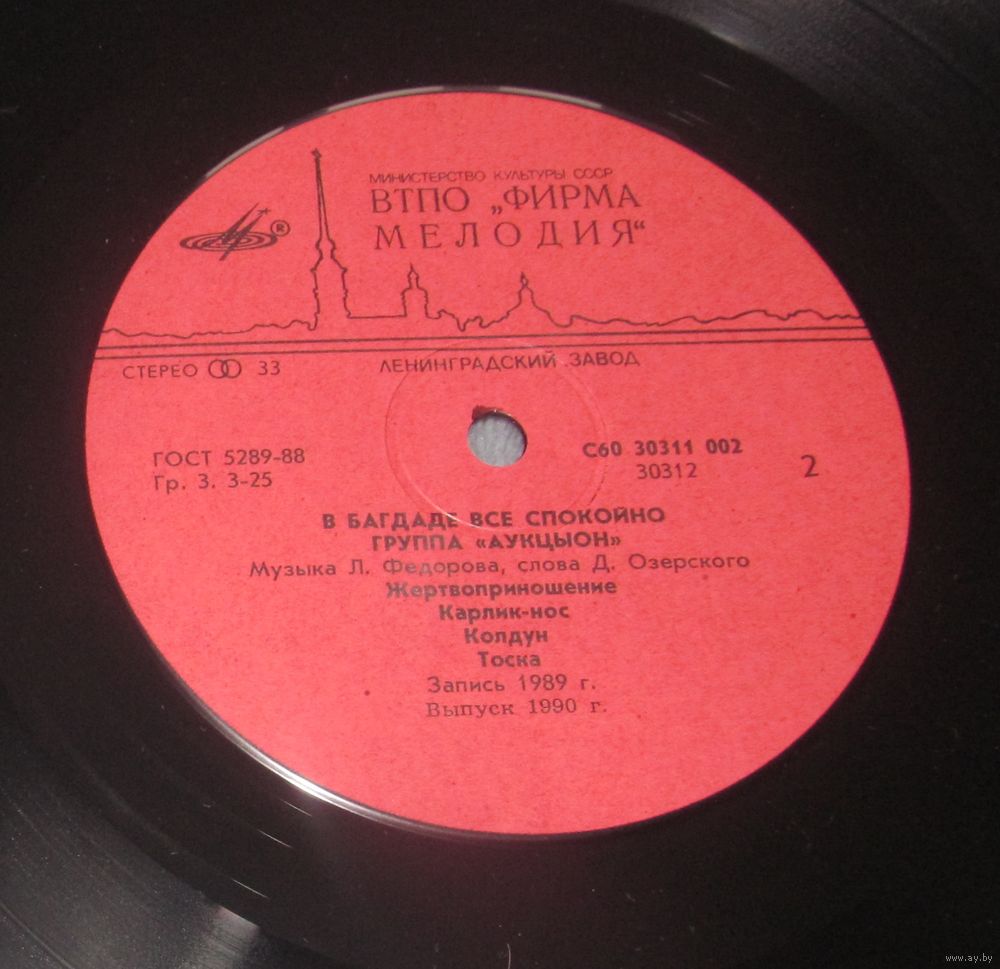 МИНИСТЕРСТВО КУЛЬТУРЫ СССР
ВТПО „ФИРМА
МЕЛОДИЯ“
®
СТЕРЕО 33
ЛЕНИНГРАДСКИЙ ЗАВОД
ГОСТ 5289-88
Гр. 3. 3-25
С60 30311 002
30312
2
В БАГДАДЕ ВСЕ СПОКОЙНО
ГРУППА «АУКЦЫОН»
Музыка Л. Федорова, слова Д. Озерского
Жертвоприношение
Карлик-нос
Колдун
Тоска
Запись 1989 г.
Выпуск 1990 г.
www.ay.by